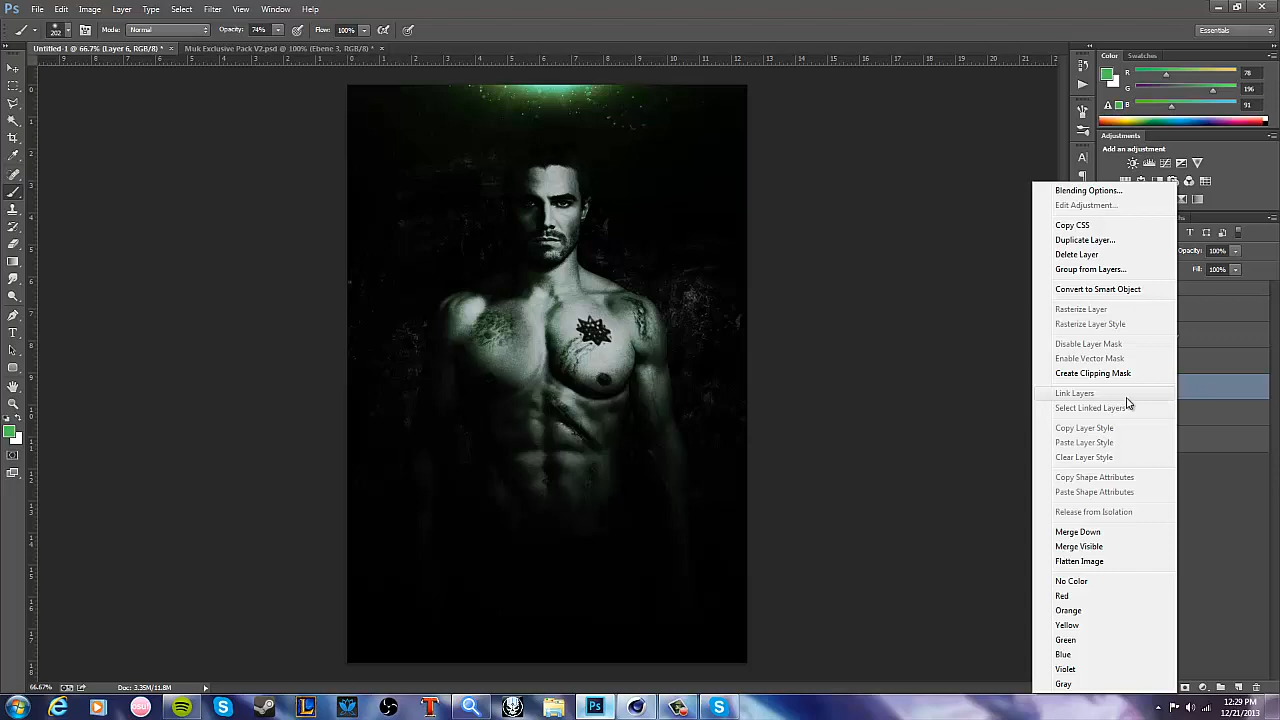 Ps File Edit Image Layer Type Select Filter View Window Help
202 Mode: Normal Opacity: 74% Flow: 100% Essentials
Untitled-1 @ 66.7% (Layer 6, RGB/8) * × Muk Exclusive Pack V2.psd @ 100% (Ebene 3, RGB/8) * ×
Color Swatches
R 78
G 196
B 91
Adjustments
Add an adjustment
Blending Options...
Edit Adjustment...
Copy CSS
Duplicate Layer...
Delete Layer
Group from Layers...
Convert to Smart Object
Rasterize Layer
Rasterize Layer Style
Disable Layer Mask
Enable Vector Mask
Create Clipping Mask
Link Layers
Select Linked Layers
Copy Layer Style
Paste Layer Style
Clear Layer Style
Copy Shape Attributes
Paste Shape Attributes
Release from Isolation
Merge Down
Merge Visible
Flatten Image
No Color
Red
Orange
Yellow
Green
Blue
Violet
Gray
Opacity: 100%
Fill: 100%
66.67% Doc: 3.35M/11.8M
12:29 PM
12/21/2013